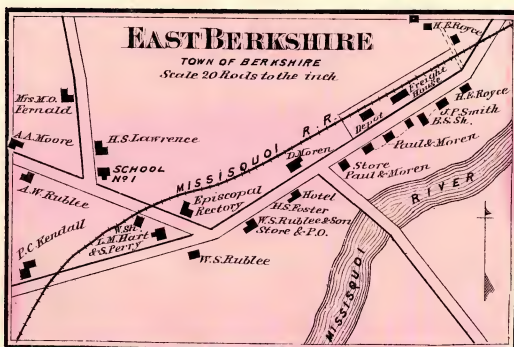 EAST BERKSHIRE
TOWN OF BERKSHIRE
Scale 20 Rods to the inch.
H.E. Royce
Mrs. M.O.
Fernald
A.A. Moore
H.S. Lawrence
SCHOOL
No 1
A.W. Rublee
P.C. Kendall
W. Sh.
L.M. Hart
& S. Perry
Episcopal
Rectory
MISSISQUOI R. R.
D. Moren
Depot
Freight
House
H.E. Royce
J.P. Smith
B.S. Sh.
Paul & Moren
Store
Paul & Moren
Hotel
H.S. Foster
W.S. Rublee & Son
Store & P.O.
W.S. Rublee
MISSISQUOI RIVER